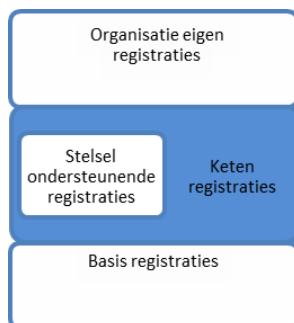 Organisatie eigen
registraties
Stelsel
ondersteunende
registraties
Keten
registraties
Basis registraties